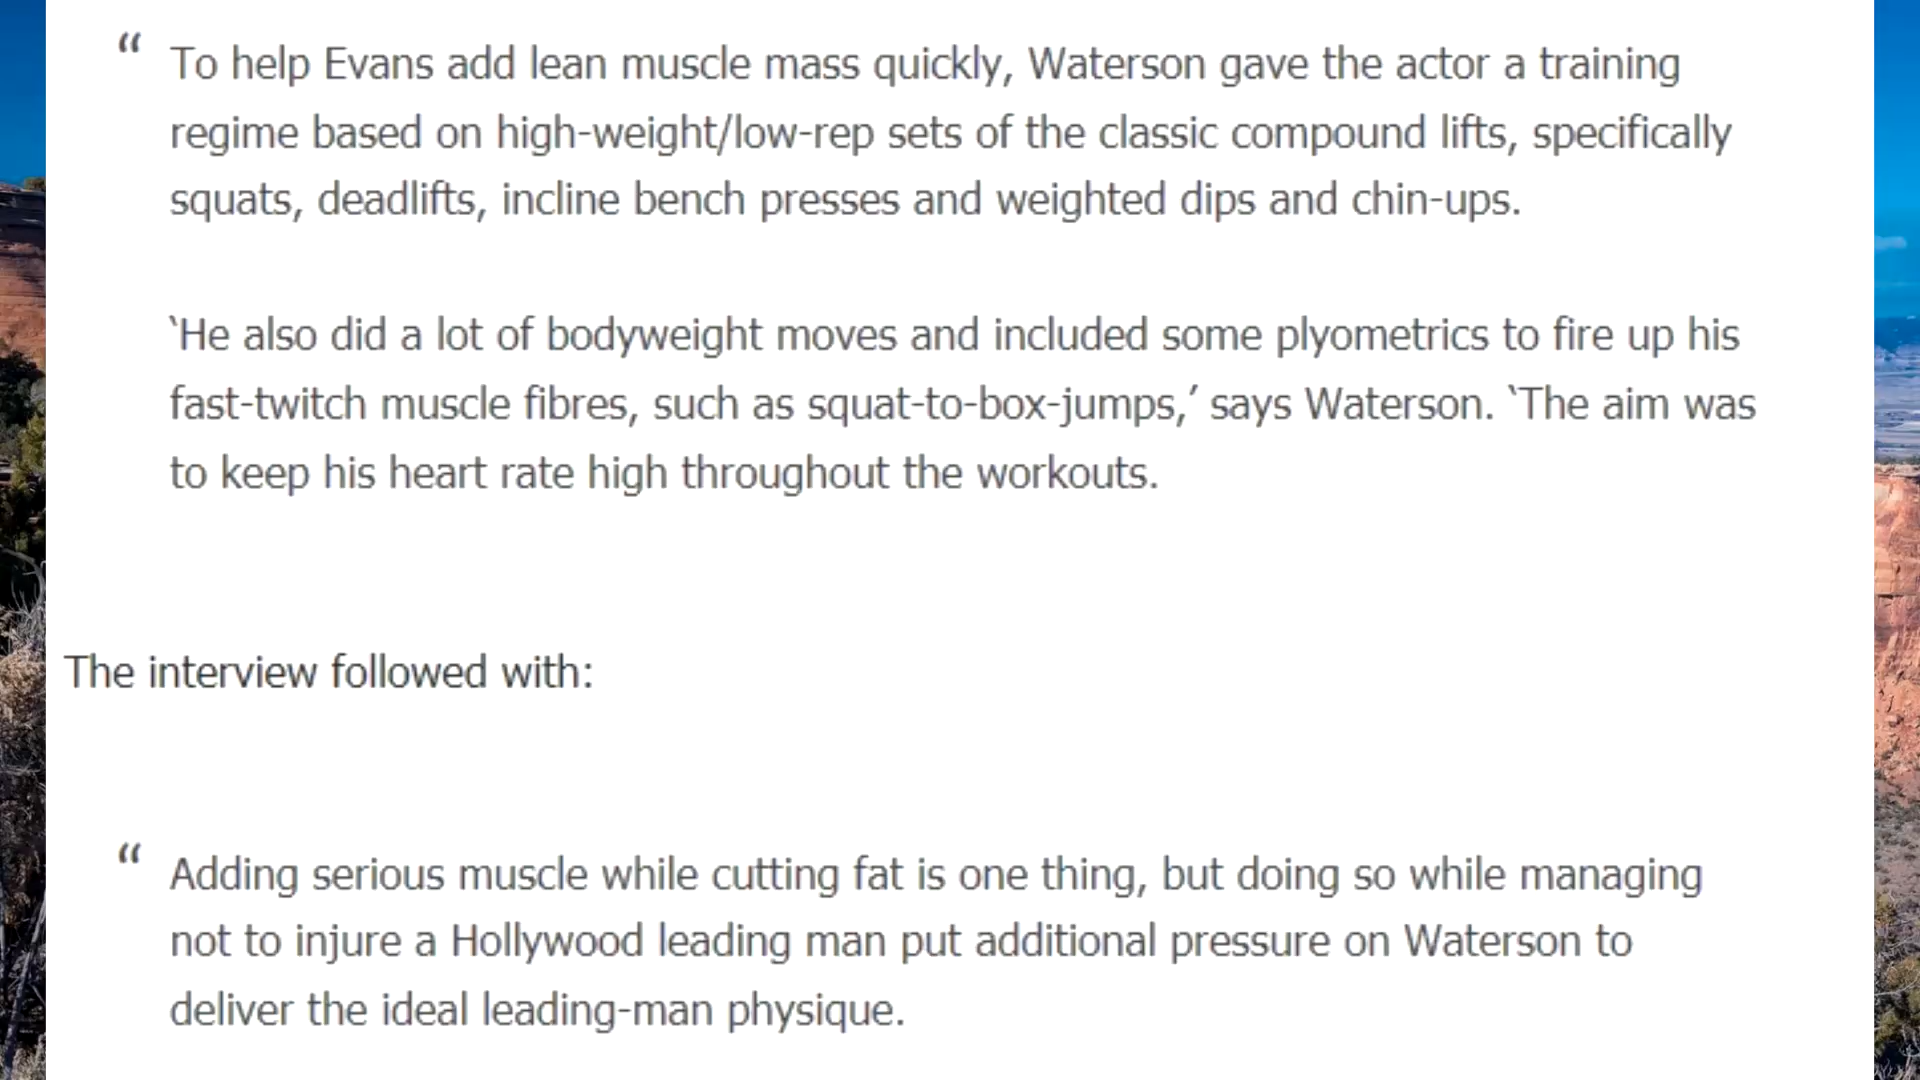 “ To help Evans add lean muscle mass quickly, Waterson gave the actor a training
regime based on high-weight/low-rep sets of the classic compound lifts, specifically
squats, deadlifts, incline bench presses and weighted dips and chin-ups.
‘He also did a lot of bodyweight moves and included some plyometrics to fire up his
fast-twitch muscle fibres, such as squat-to-box-jumps,’ says Waterson. ‘The aim was
to keep his heart rate high throughout the workouts.
The interview followed with:
“ Adding serious muscle while cutting fat is one thing, but doing so while managing
not to injure a Hollywood leading man put additional pressure on Waterson to
deliver the ideal leading-man physique.